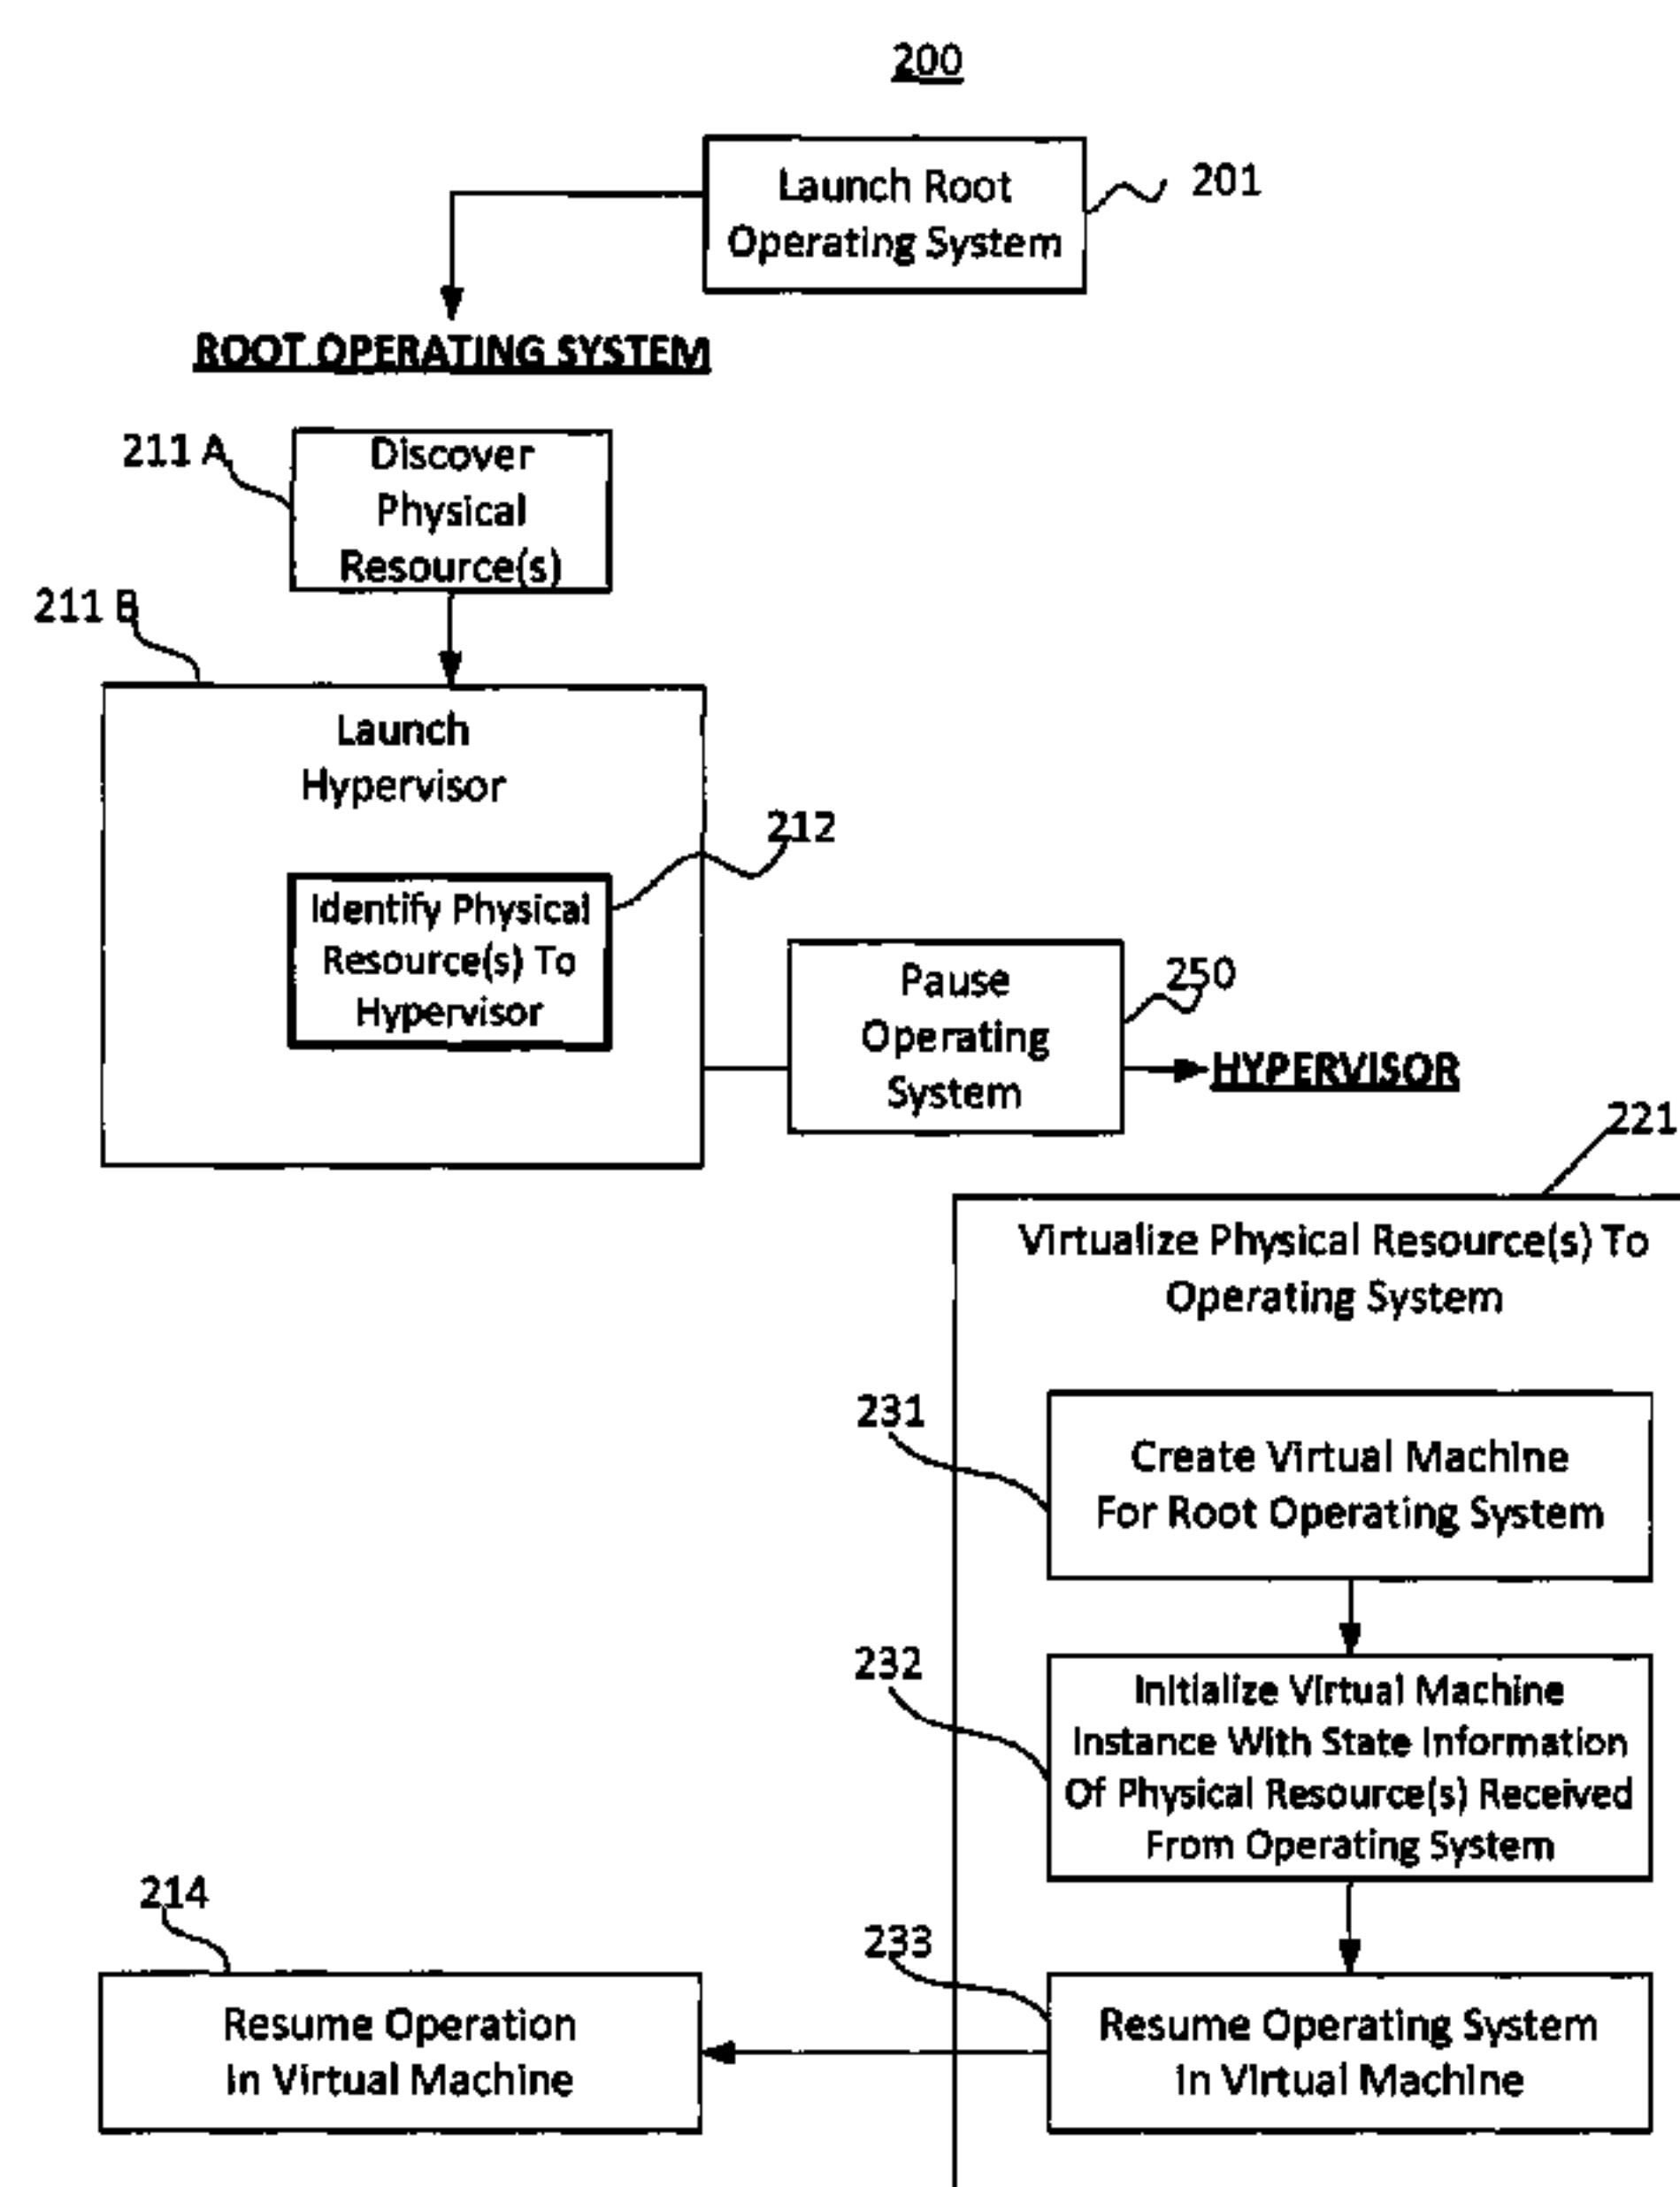 200
Launch Root
Operating System
201
ROOT OPERATING SYSTEM
211 A
Discover
Physical
Resource(s)
211 B
Launch
Hypervisor
212
Identify Physical
Resource(s) To
Hypervisor
Pause
Operating
System
250
HYPERVISOR
221
Virtualize Physical Resource(s) To
Operating System
231
Create Virtual Machine
For Root Operating System
232
Initialize Virtual Machine
Instance With State Information
Of Physical Resource(s) Received
From Operating System
214
233
Resume Operation
In Virtual Machine
Resume Operating System
In Virtual Machine